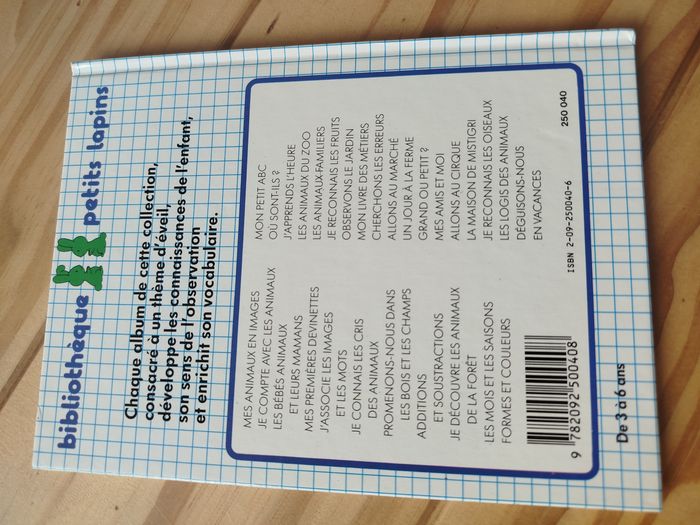 bibliothèque petits lapins
Chaque album de cette collection,
consacré à un thème d'éveil,
développe les connaissances de l'enfant,
son sens de l'observation
et enrichit son vocabulaire.
MES ANIMAUX EN IMAGES
JE COMPTE AVEC LES ANIMAUX
LES BÉBÉS ANIMAUX
ET LEURS MAMANS
MES PREMIÈRES DEVINETTES
J'ASSOCIE LES IMAGES
ET LES MOTS
JE CONNAIS LES CRIS
DES ANIMAUX
PROMENONS-NOUS DANS
LES BOIS ET LES CHAMPS
ADDITIONS
ET SOUSTRACTIONS
JE DÉCOUVRE LES ANIMAUX
DE LA FORÊT
LES MOIS ET LES SAISONS
FORMES ET COULEURS
MON PETIT ABC
OÙ SONT-ILS ?
J'APPRENDS L'HEURE
LES ANIMAUX DU ZOO
LES ANIMAUX FAMILIERS
JE RECONNAIS LES FRUITS
OBSERVONS LE JARDIN
MON LIVRE DES MÉTIERS
CHERCHONS LES ERREURS
ALLONS AU MARCHÉ
UN JOUR À LA FERME
GRAND OU PETIT ?
MES AMIS ET MOI
ALLONS AU CIRQUE
LA MAISON DE MISTIGRI
JE RECONNAIS LES OISEAUX
LES LOGIS DES ANIMAUX
DÉGUISONS-NOUS
EN VACANCES
9 782092 500408
ISBN 2-09-250040-6
250 040
De 3 à 6 ans